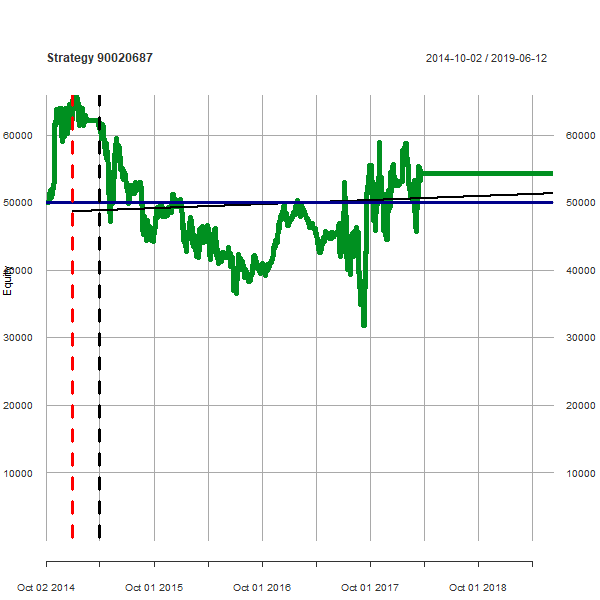 Strategy 90020687
2014-10-02 / 2019-06-12
60000
60000
50000
50000
40000
40000
30000
30000
20000
20000
10000
10000
Equity
Oct 02 2014
Oct 01 2015
Oct 01 2016
Oct 01 2017
Oct 01 2018